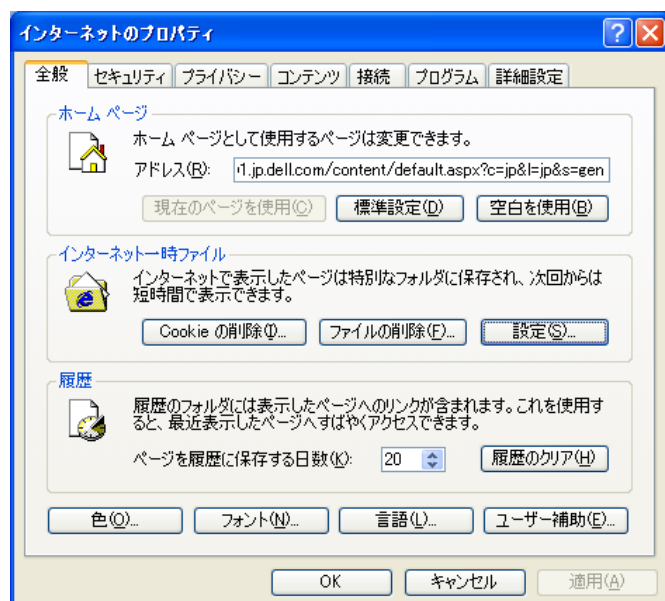 インターネットのプロパティ
全般 セキュリティ プライバシー コンテンツ 接続 プログラム 詳細設定
ホーム ページ
ホーム ページとして使用するページは変更できます。
アドレス(R): 1.jp.dell.com/content/default.aspx?c=jp&l=jp&s=gen
現在のページを使用(C) 標準設定(D) 空白を使用(B)
インターネット一時ファイル
インターネットで表示したページは特別なフォルダに保存され、次回からは
短時間で表示できます。
Cookie の削除(I)... ファイルの削除(F)... 設定(S)...
履歴
履歴のフォルダには表示したページへのリンクが含まれます。これを使用す
ると、最近表示したページへすばやくアクセスできます。
ページを履歴に保存する日数(K): 20 履歴のクリア(H)
色(O)... フォント(N)... 言語(L)... ユーザー補助(E)...
OK キャンセル 適用(A)